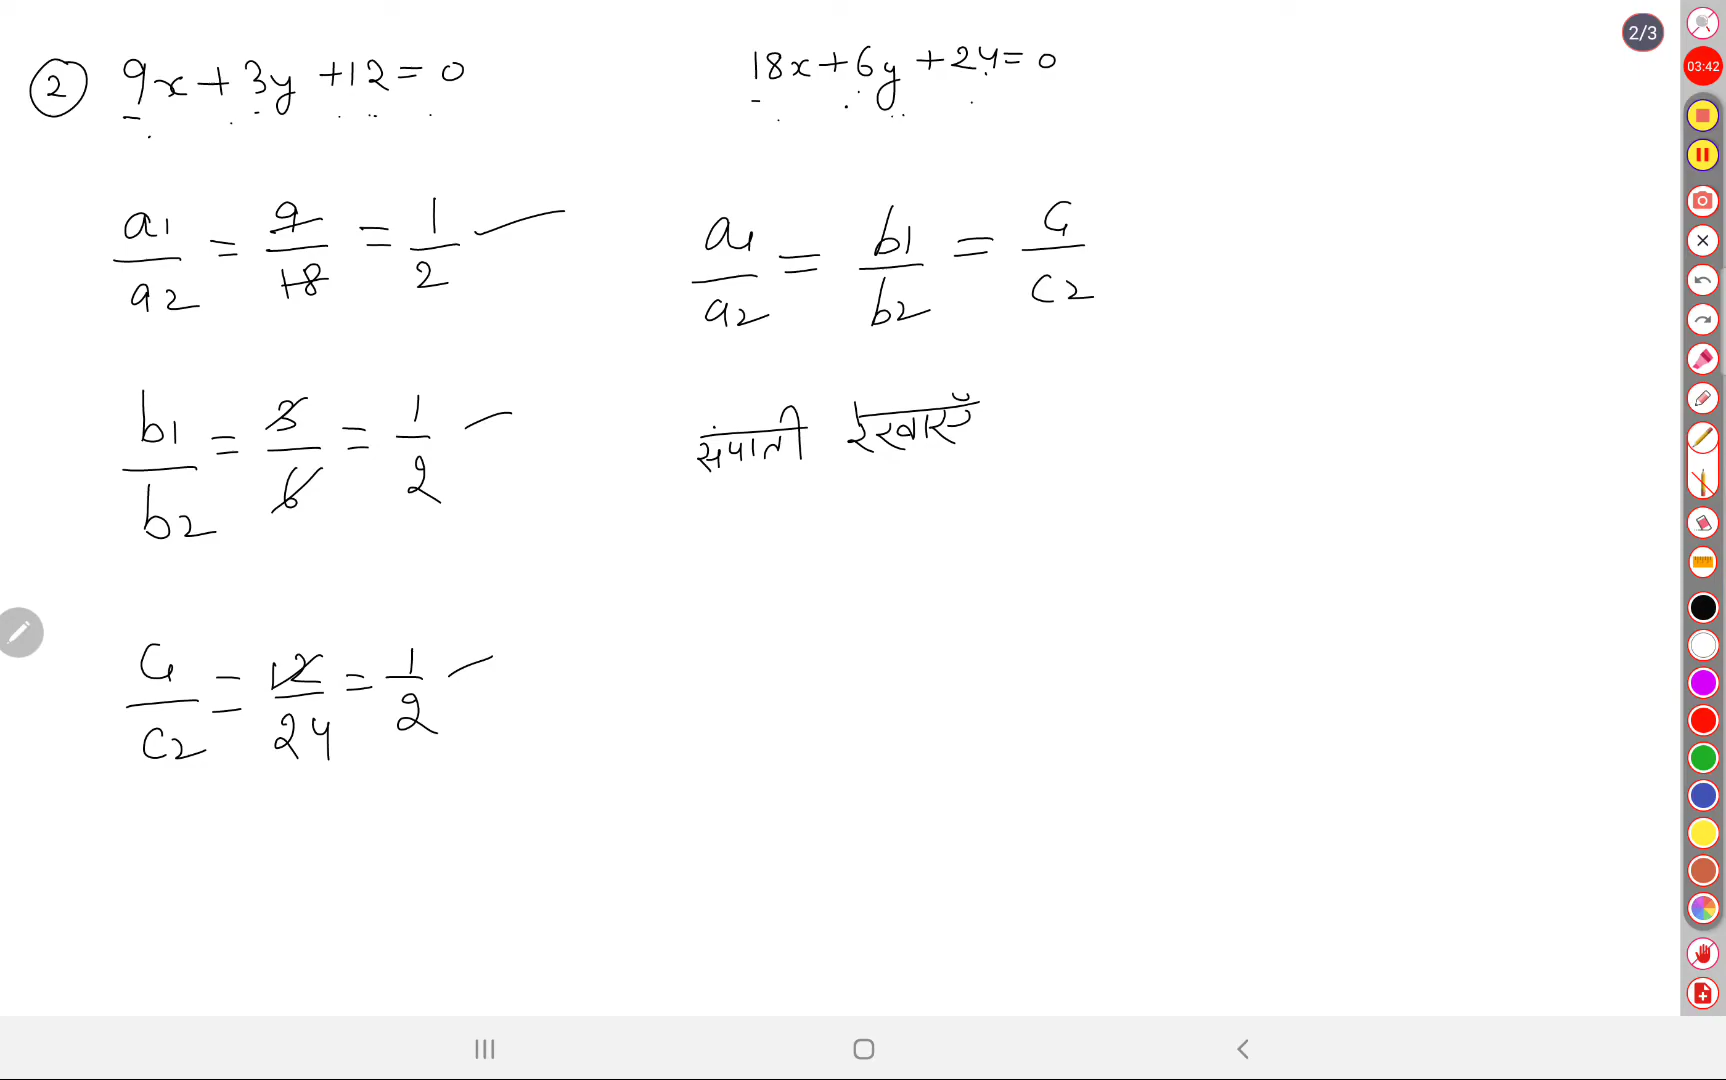 2/3
03:42
② 9x + 3y + 12 = 0    18x + 6y + 24 = 0
a1/a2 = 9/18 = 1/2    a1/a2 = b1/b2 = c1/c2
b1/b2 = 3/6 = 1/2    संपाती रेखाएँ
c1/c2 = 12/24 = 1/2